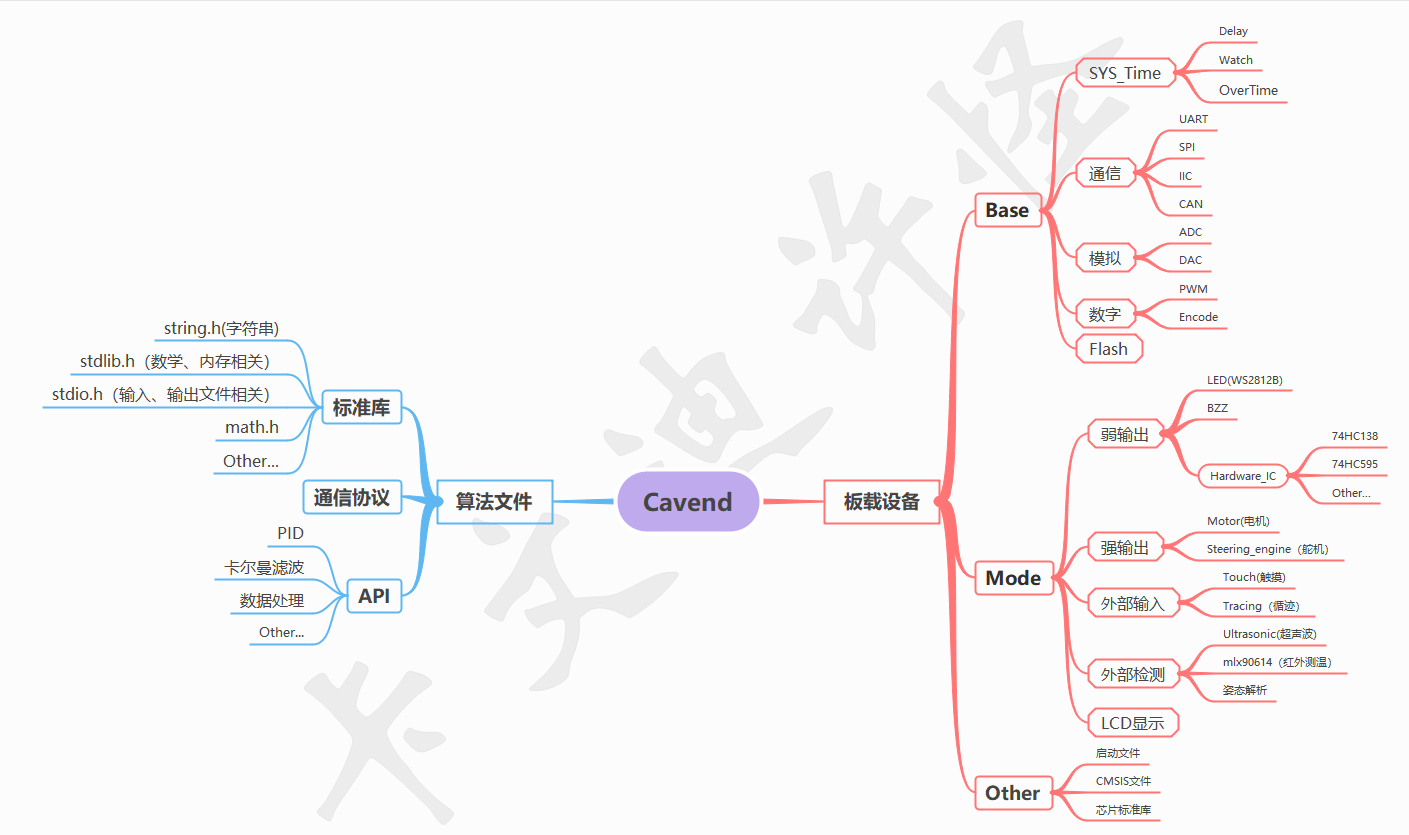 Cavend
算法文件
标准库
string.h(字符串)
stdlib.h（数学、内存相关）
stdio.h（输入、输出文件相关）
math.h
Other...
通信协议
API
PID
卡尔曼滤波
数据处理
Other...
板载设备
Base
SYS_Time
Delay
Watch
OverTime
通信
UART
SPI
IIC
CAN
模拟
ADC
DAC
数字
PWM
Encode
Flash
Mode
弱输出
LED(WS2812B)
BZZ
Hardware_IC
74HC138
74HC595
Other...
强输出
Motor(电机)
Steering_engine（舵机）
外部输入
Touch(触摸)
Tracing（循迹）
外部检测
Ultrasonic(超声波)
mlx90614（红外测温）
姿态解析
LCD显示
Other
启动文件
CMSIS文件
芯片标准库